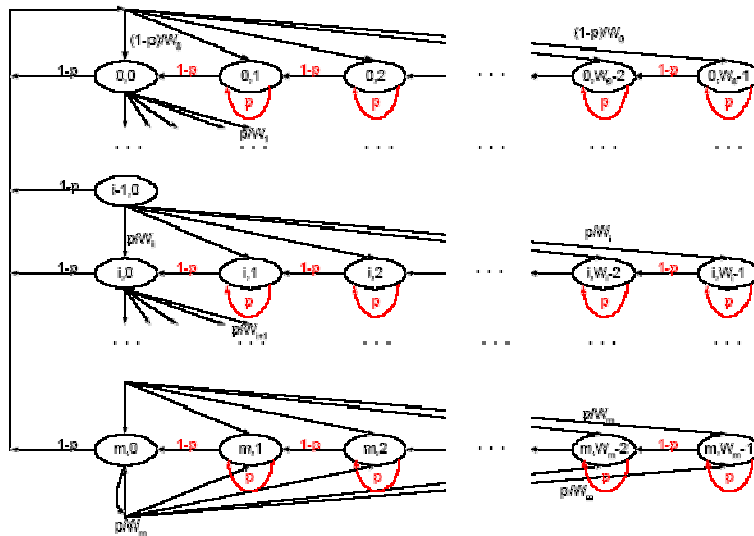 (1-p)/W₀ (1-p)/W₀
1-p 0,0 1-p 0,1 1-p 0,2 . . . 0,W₀-2 1-p 0,W₀-1
p p p p
p/W₁
. . . . . . . . . . . . . . .
1-p i-1,0
p/Wᵢ p/Wᵢ
1-p i,0 1-p i,1 1-p i,2 . . . i,Wᵢ-2 1-p i,Wᵢ-1
p p p p
p/Wᵢ₊₁
. . . . . . . . . . . . . . . . . .
p/Wₘ
1-p m,0 1-p m,1 1-p m,2 . . . m,Wₘ-2 1-p m,Wₘ-1
p p p p
p/Wₘ
p/Wₘ